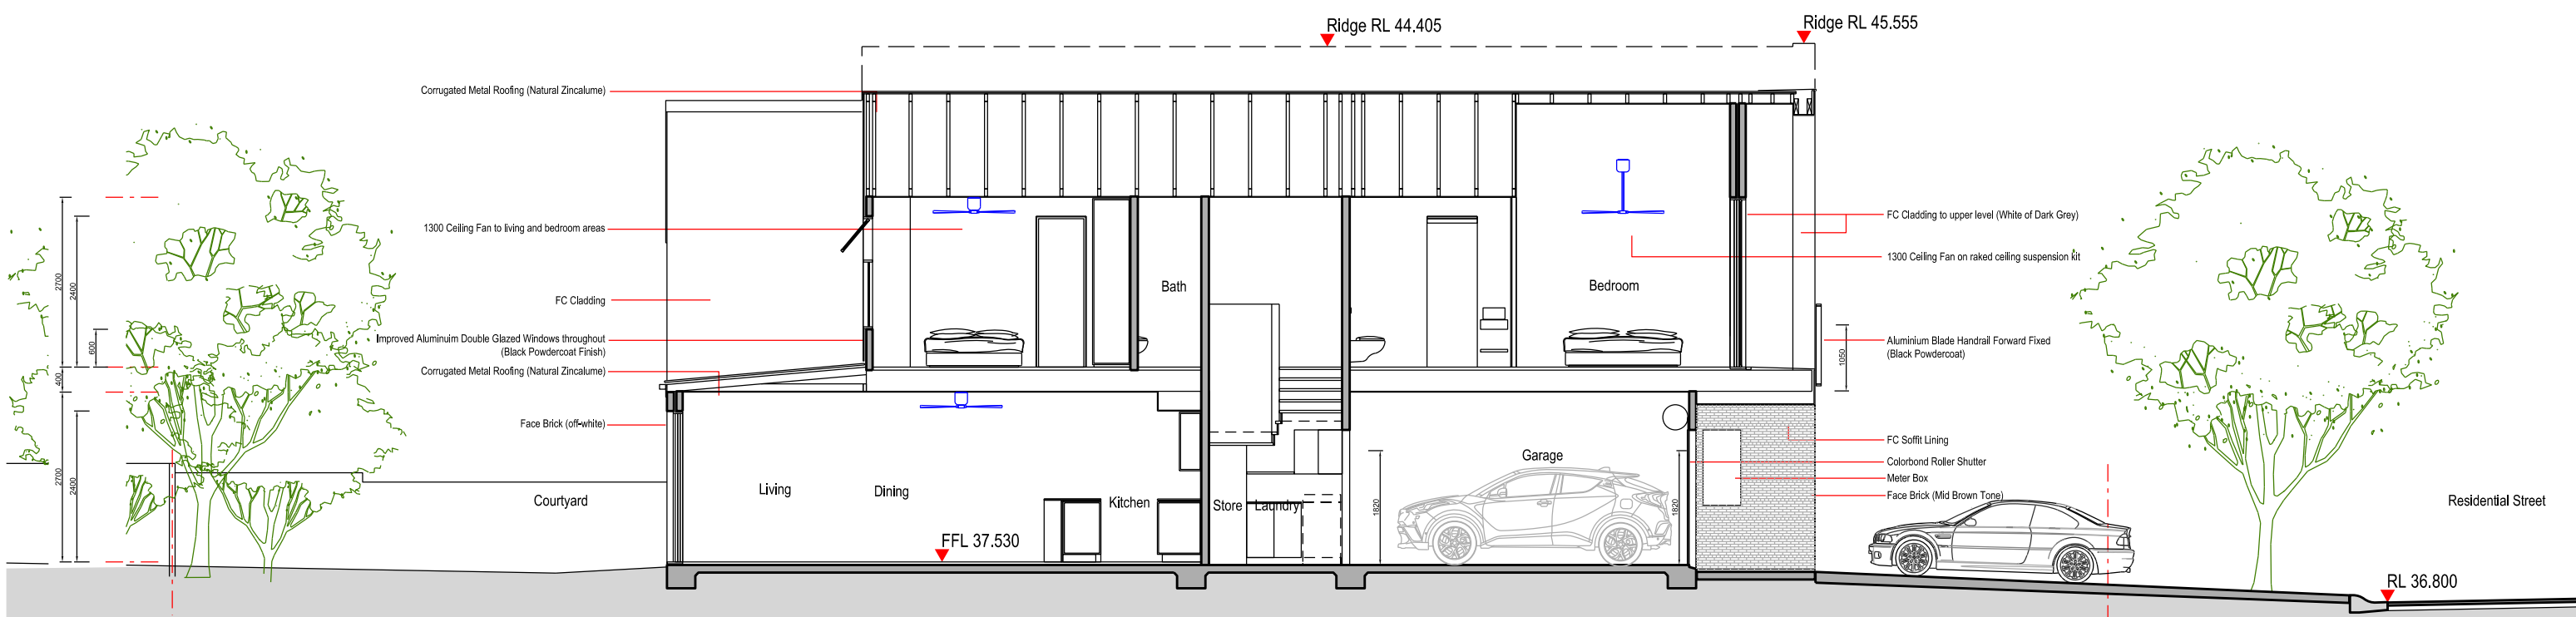 Ridge RL 44.405
Ridge RL 45.555
Corrugated Metal Roofing (Natural Zincalume)
1300 Ceiling Fan to living and bedroom areas
FC Cladding
Improved Aluminuim Double Glazed Windows throughout
(Black Powdercoat Finish)
Corrugated Metal Roofing (Natural Zincalume)
Face Brick (off-white)
2700
2400
600
400
2700
2400
Bath
Bedroom
FC Cladding to upper level (White of Dark Grey)
1300 Ceiling Fan on raked ceiling suspension kit
Aluminium Blade Handrail Forward Fixed
(Black Powdercoat)
1050
FC Soffit Lining
Colorbond Roller Shutter
Meter Box
Face Brick (Mid Brown Tone)
Courtyard
Living
Dining
Kitchen
Store
Laundry
Garage
1820
1820
FFL 37.530
Residential Street
RL 36.800